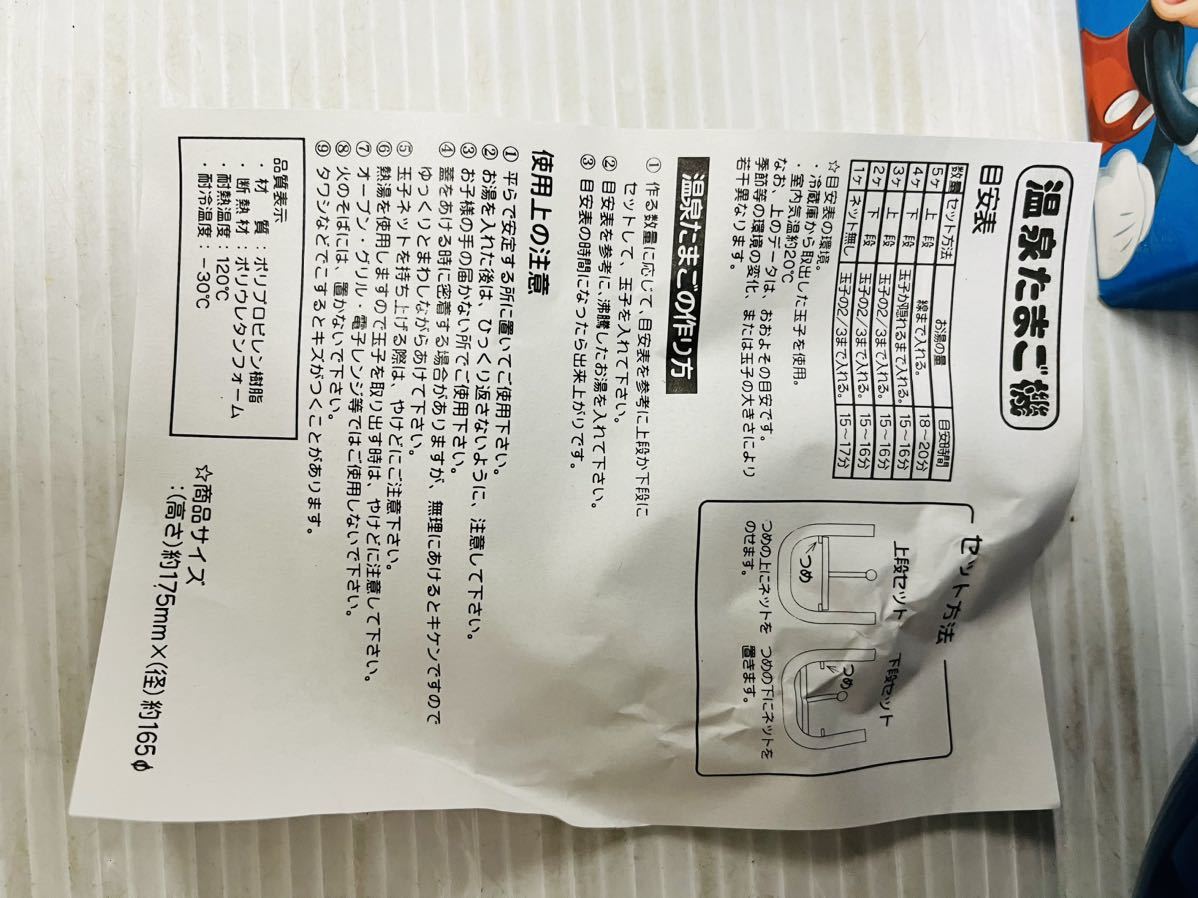 温泉たまご機
目安表
数量 セット方法 お湯の量 目安時間
5ヶ 上段 線まで入れる。 18～20分
4ヶ 上段 玉子が隠れるまで入れる。 15～16分
3ヶ 下段 玉子の2/3まで入れる。 15～16分
2ヶ 下段 玉子の2/3まで入れる。 15～16分
1ヶ ネット無し 玉子の2/3まで入れる。 15～17分
☆目安表の環境。
・冷蔵庫から取出した玉子を使用。
・室内気温約20℃
なお、上のデータは、おおよその目安です。
季節等の環境の変化、または玉子の大きさにより
若干異なります。
セット方法
上段セット
つめ
つめの上にネットを
のせます。
下段セット
つめ
つめの下にネットを
置きます。
温泉たまごの作り方
① 作る数量に応じて、目安表を参考に上段か下段に
セットして、玉子を入れて下さい。
② 目安表を参考に、沸騰したお湯を入れて下さい。
③ 目安表の時間になったら出来上がりです。
使用上の注意
① 平らで安定する所に置いてご使用下さい。
② お湯を入れた後は、ひっくり返さないように、注意して下さい。
③ お子様の手の届かない所でご使用下さい。
④ 蓋をあける時に密着する場合がありますが、無理にあけるとキケンですので
ゆっくりとまわしながらあけて下さい。
⑤ 玉子ネットを持ち上げる際は、やけどにご注意下さい。
⑥ 熱湯を使用しますので玉子を取り出す時は、やけどに注意して下さい。
⑦ オーブン・グリル・電子レンジ等ではご使用しないで下さい。
⑧ 火のそばには、置かないで下さい。
⑨ タワシなどでこするとキズがつくことがあります。
品質表示
・材質：ポリプロピレン樹脂
・断熱材：ポリウレタンフォーム
・耐熱温度：120℃
・耐冷温度：－30℃
☆商品サイズ
：(高さ)約175mm×(径)約165φ